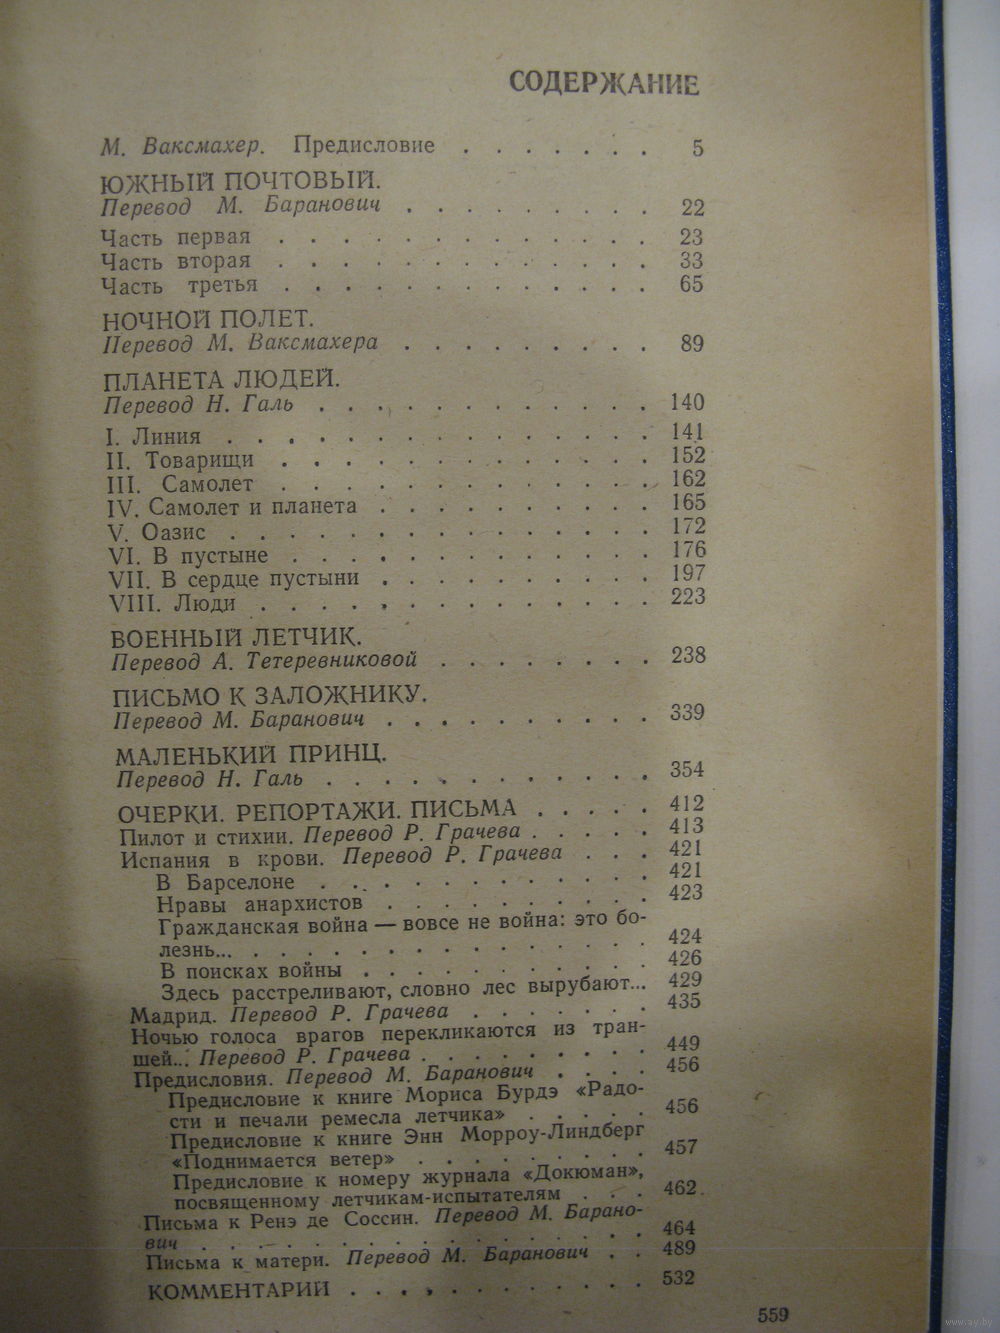 СОДЕРЖАНИЕ
М. Ваксмахер. Предисловие . . . . . . . 5
ЮЖНЫЙ ПОЧТОВЫЙ.
Перевод М. Баранович . . . . . . . . . 22
Часть первая . . . . . . . . . . . . . 23
Часть вторая . . . . . . . . . . . . . 33
Часть третья . . . . . . . . . . . . . 65
НОЧНОЙ ПОЛЕТ.
Перевод М. Ваксмахера . . . . . . . . . 89
ПЛАНЕТА ЛЮДЕЙ.
Перевод Н. Галь . . . . . . . . . . . . 140
I. Линия . . . . . . . . . . . . . . . 141
II. Товарищи . . . . . . . . . . . . . 152
III. Самолет . . . . . . . . . . . . . 162
IV. Самолет и планета . . . . . . . . . . 165
V. Оазис . . . . . . . . . . . . . . . 172
VI. В пустыне . . . . . . . . . . . . . 176
VII. В сердце пустыни . . . . . . . . . . 197
VIII. Люди . . . . . . . . . . . . . . 223
ВОЕННЫЙ ЛЕТЧИК.
Перевод А. Тетеревниковой . . . . . . . . 238
ПИСЬМО К ЗАЛОЖНИКУ.
Перевод М. Баранович . . . . . . . . . . 339
МАЛЕНЬКИЙ ПРИНЦ.
Перевод Н. Галь . . . . . . . . . . . . 354
ОЧЕРКИ. РЕПОРТАЖИ. ПИСЬМА . . . . . 412
Пилот и стихии. Перевод Р. Грачева . . . . . 413
Испания в крови. Перевод Р. Грачева . . . 421
В Барселоне . . . . . . . . . . . . 421
Нравы анархистов . . . . . . . . . . 423
Гражданская война — вовсе не война: это бо-
лезнь... . . . . . . . . . . . . . . . 424
В поисках войны . . . . . . . . . . . 426
Здесь расстреливают, словно лес вырубают... 429
Мадрид. Перевод Р. Грачева . . . . . . . 435
Ночью голоса врагов перекликаются из тран-
шей... Перевод Р. Грачева . . . . . . . . . 449
Предисловия. Перевод М. Баранович . . . . 456
Предисловие к книге Мориса Бурдэ «Радо-
сти и печали ремесла летчика» . . . . . 456
Предисловие к книге Энн Морроу-Линдберг
«Поднимается ветер» . . . . . . . . . 457
Предисловие к номеру журнала «Докюман»,
посвященному летчикам-испытателям . . . 462
Письма к Ренэ де Соссин. Перевод М. Барано-
вич . . . . . . . . . . . . . . . . 464
Письма к матери. Перевод М. Баранович . . 489
КОММЕНТАРИИ . . . . . . . . . . . 532
559
www.ay.by